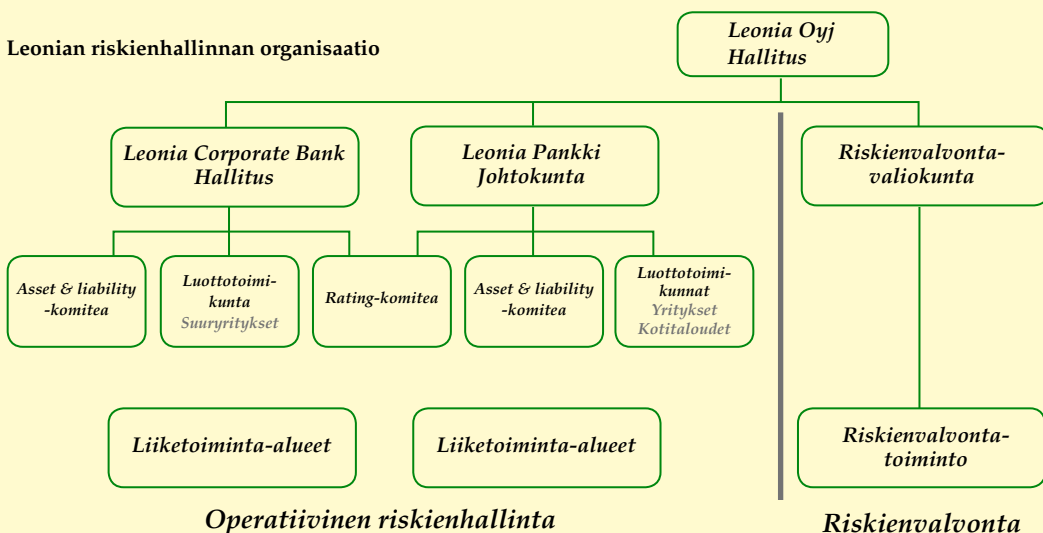 Leonian riskienhallinnan organisaatio
Leonia Oyj
Hallitus
Leonia Corporate Bank
Hallitus
Leonia Pankki
Johtokunta
Riskienvalvonta-
valiokunta
Asset & liability
-komitea
Luottotoimi-
kunta
Suuryritykset
Rating-komitea
Asset & liability
-komitea
Luottotoimi-
kunnat
Yritykset
Kotitaloudet
Liiketoiminta-alueet
Liiketoiminta-alueet
Riskienvalvonta-
toiminto
Operatiivinen riskienhallinta
Riskienvalvonta